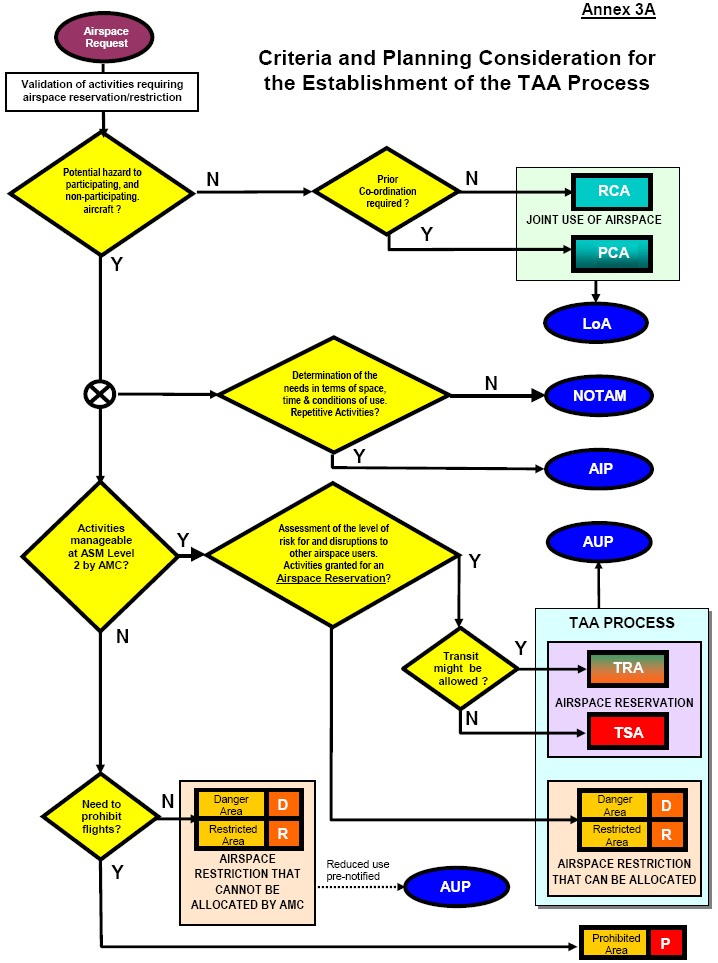 Annex 3A
Airspace
Request
Criteria and Planning Consideration for
the Establishment of the TAA Process
Validation of activities requiring
airspace reservation/restriction
Potential hazard to
participating, and
non-participating.
aircraft ?
N
Prior
Co-ordination
required ?
N
RCA
JOINT USE OF AIRSPACE
Y
PCA
Y
LoA
Determination of the
needs in terms of space,
time & conditions of use.
Repetitive Activities?
N
NOTAM
Y
AIP
Activities
manageable
at ASM Level
2 by AMC?
Y
Assessment of the level of
risk for and disruptions to
other airspace users.
Activities granted for an
Airspace Reservation?
Y
AUP
N
TAA PROCESS
Transit
might be
allowed ?
Y
TRA
AIRSPACE RESERVATION
N
TSA
Need to
prohibit
flights?
N
Danger
Area
D
Restricted
Area
R
AIRSPACE
RESTRICTION THAT
CANNOT BE
ALLOCATED BY AMC
Reduced use
pre-notified
AUP
Danger
Area
D
Restricted
Area
R
AIRSPACE RESTRICTION
THAT CAN BE ALLOCATED
Y
Prohibited
Area
P